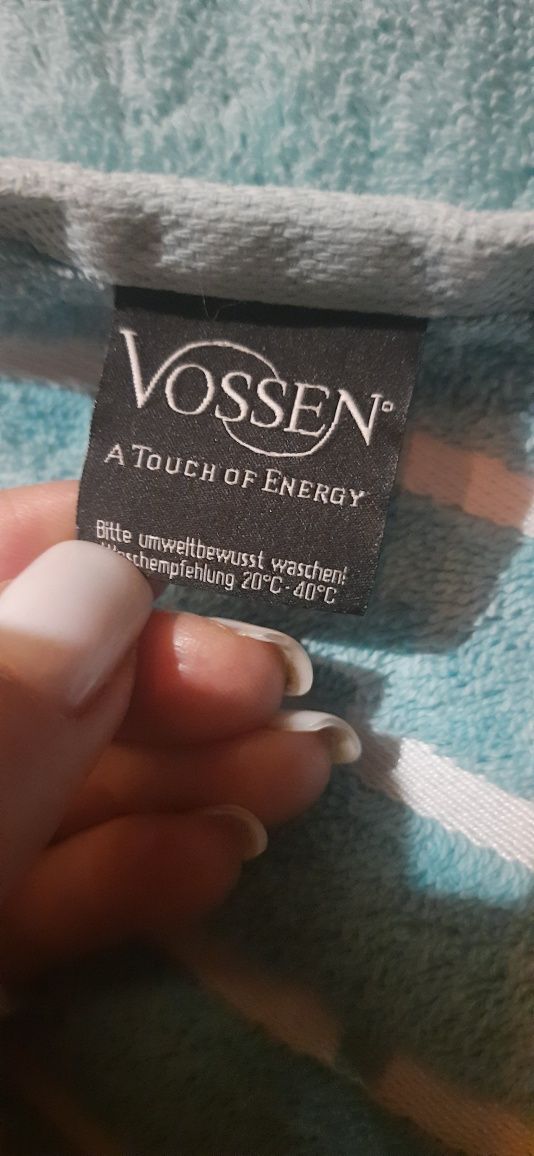 VOSSEN°
A TOUCH OF ENERGY
Bitte umweltbewusst waschen!
Waschempfehlung 20°C-40°C